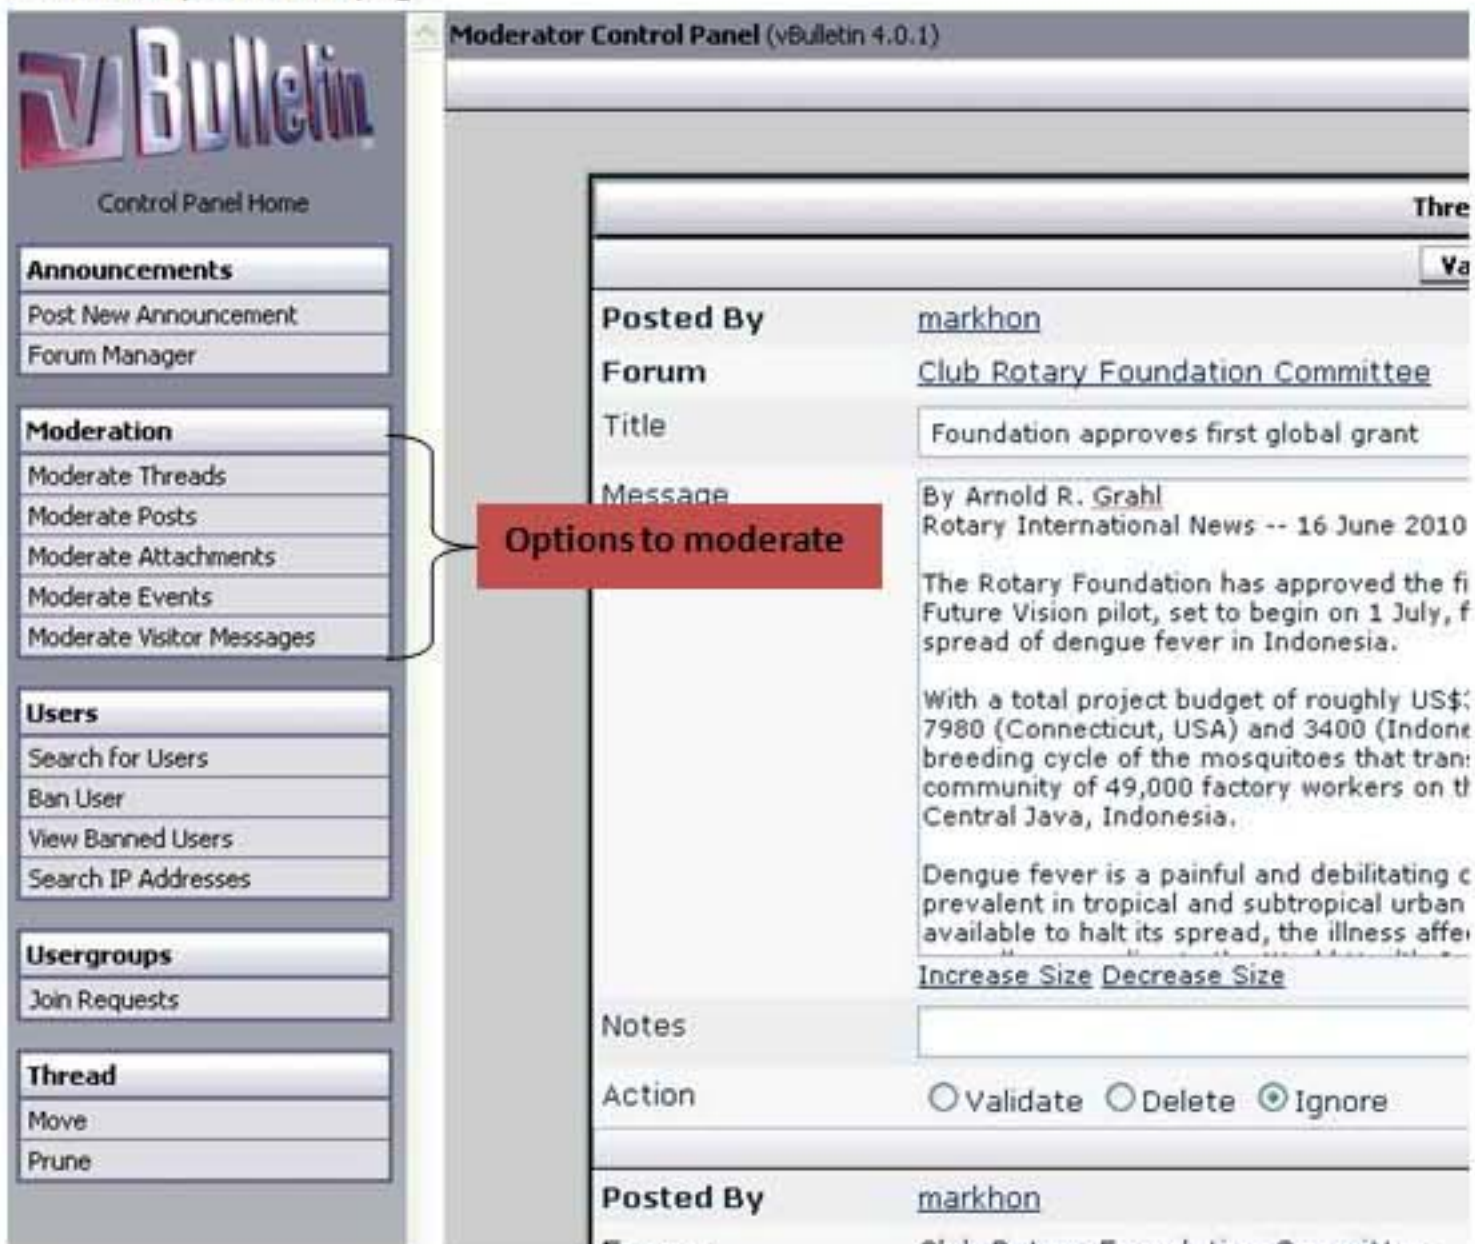 vBulletin
Control Panel Home
Announcements
Post New Announcement
Forum Manager
Moderation
Moderate Threads
Moderate Posts
Moderate Attachments
Moderate Events
Moderate Visitor Messages
Users
Search for Users
Ban User
View Banned Users
Search IP Addresses
Usergroups
Join Requests
Thread
Move
Prune
Options to moderate
Moderator Control Panel (vBulletin 4.0.1)
Thre
Va
Posted By markhon
Forum Club Rotary Foundation Committee
Title Foundation approves first global grant
Message By Arnold R. Grahl
Rotary International News -- 16 June 2010
The Rotary Foundation has approved the fi
Future Vision pilot, set to begin on 1 July, f
spread of dengue fever in Indonesia.
With a total project budget of roughly US$
7980 (Connecticut, USA) and 3400 (Indone
breeding cycle of the mosquitoes that tran
community of 49,000 factory workers on th
Central Java, Indonesia.
Dengue fever is a painful and debilitating c
prevalent in tropical and subtropical urban
available to halt its spread, the illness affe
Increase Size Decrease Size
Notes
Action Validate Delete Ignore
Posted By markhon